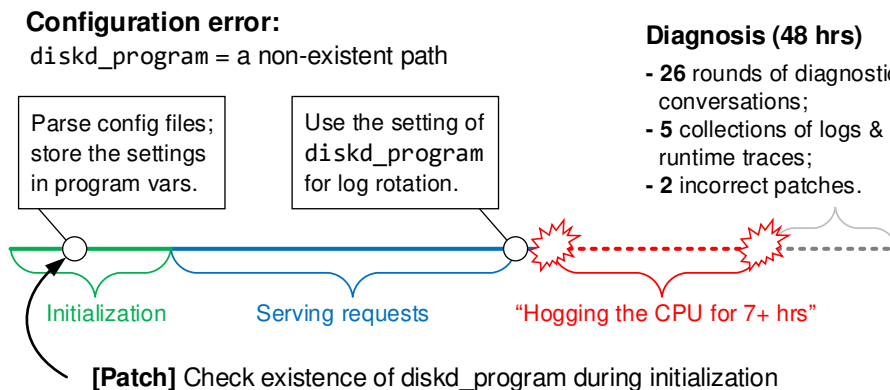 Configuration error:
diskd_program = a non-existent path
Diagnosis (48 hrs)
- 26 rounds of diagnostic
conversations;
- 5 collections of logs &
runtime traces;
- 2 incorrect patches.
Parse config files;
store the settings
in program vars.
Use the setting of
diskd_program
for log rotation.
Initialization
Serving requests
“Hogging the CPU for 7+ hrs”
[Patch] Check existence of diskd_program during initialization